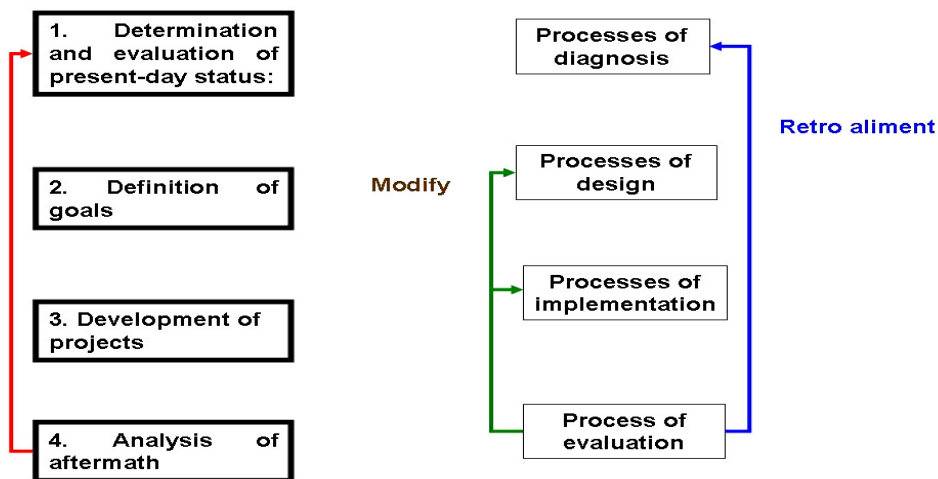 1. Determination
and evaluation of
present-day status:
2. Definition of
goals
3. Development of
projects
4. Analysis of
aftermath
Modify
Processes of
diagnosis
Retro aliment
Processes of
design
Processes of
implementation
Process of
evaluation